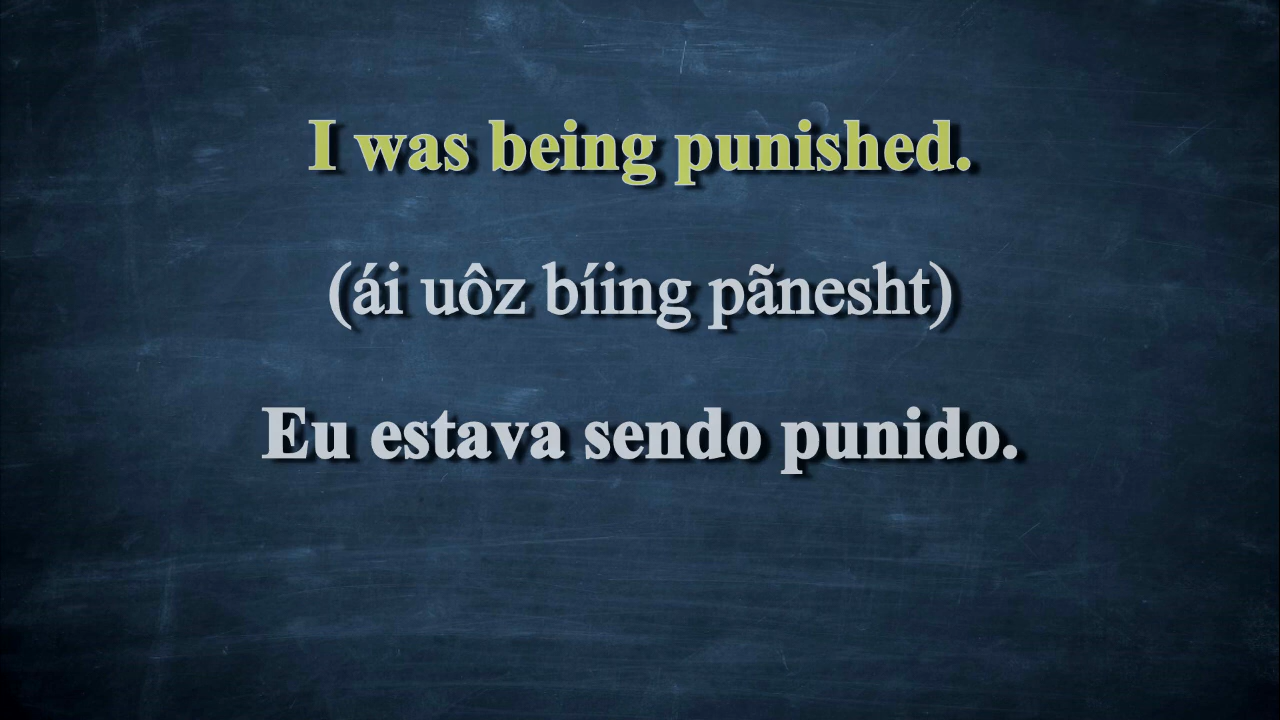 I was being punished.
(ái uôz bíing pãnesht)
Eu estava sendo punido.